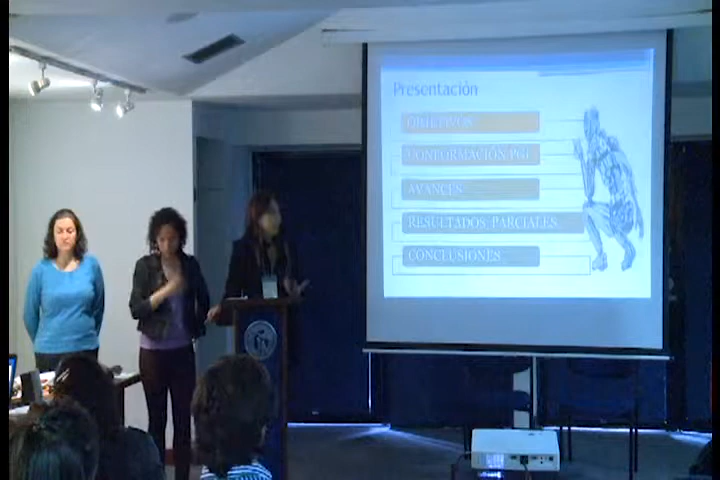 Presentación
OBJETIVOS
CONFORMACIÓN PGI
AVANCES
RESULTADOS PARCIALES
CONCLUSIONES